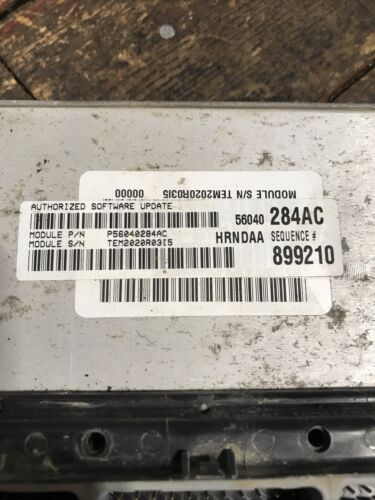 MODULE S/N TEM2020R03I5
00000
AUTHORIZED SOFTWARE UPDATE
56040 284AC
MODULE P/N P56040284AC
MODULE S/N TEM2020R03I5
HRNDAA SEQUENCE #
899210